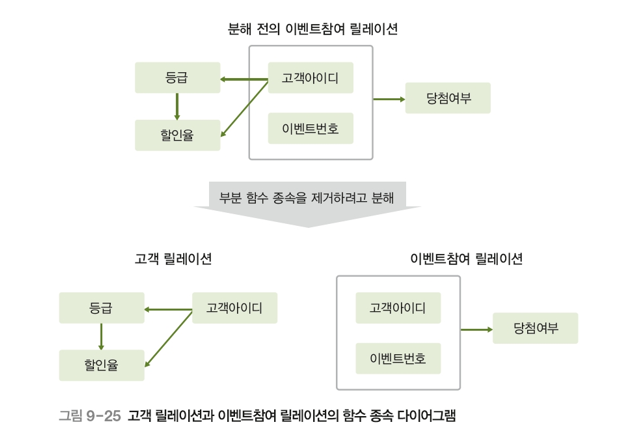 분해 전의 이벤트참여 릴레이션
등급
고객아이디
당첨여부
할인율
이벤트번호
부분 함수 종속을 제거하려고 분해
고객 릴레이션
이벤트참여 릴레이션
등급
고객아이디
할인율
고객아이디
당첨여부
이벤트번호
그림 9-25 고객 릴레이션과 이벤트참여 릴레이션의 함수 종속 다이어그램